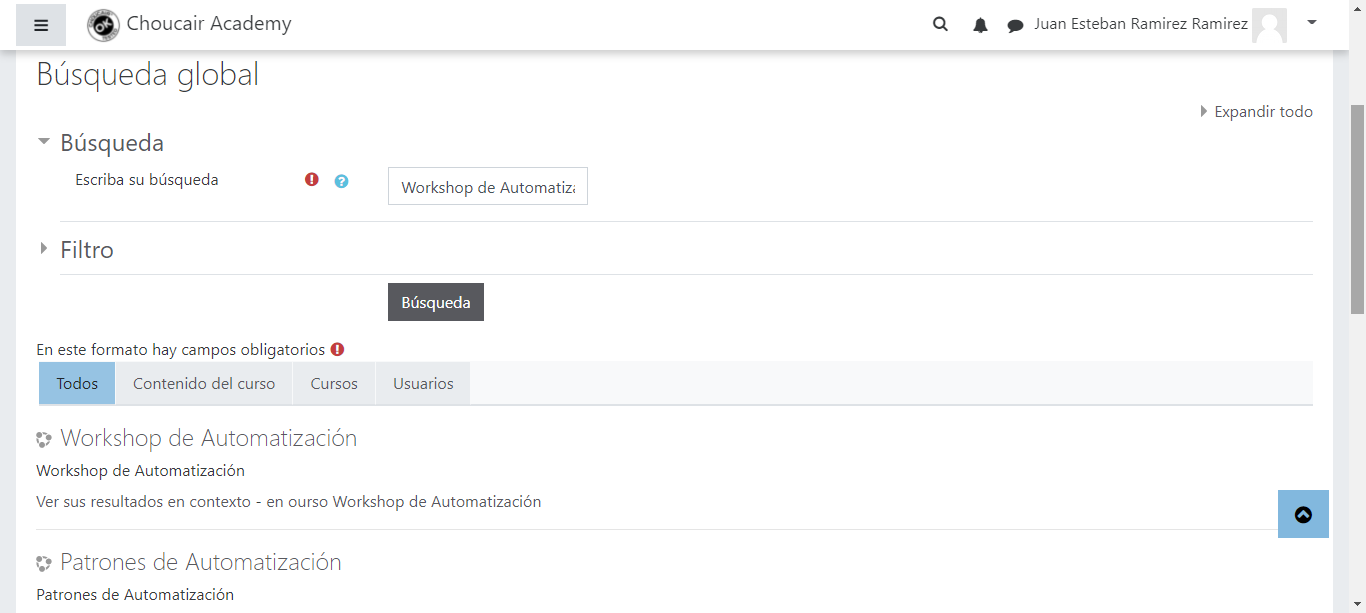 Choucair Academy
Juan Esteban Ramirez Ramirez
Búsqueda global
Expandir todo
Búsqueda
Escriba su búsqueda
Workshop de Automatiza
Filtro
Búsqueda
En este formato hay campos obligatorios
Todos
Contenido del curso
Cursos
Usuarios
Workshop de Automatización
Workshop de Automatización
Ver sus resultados en contexto - en ourso Workshop de Automatización
Patrones de Automatización
Patrones de Automatización